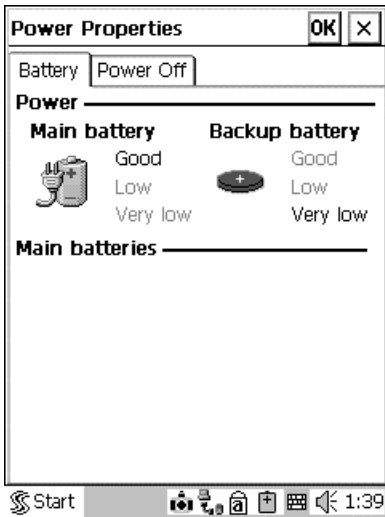 Power Properties OK ×
Battery Power Off
Power
Main battery Backup battery
Good Good
Low Low
Very low Very low
Main batteries
Start a 1:39